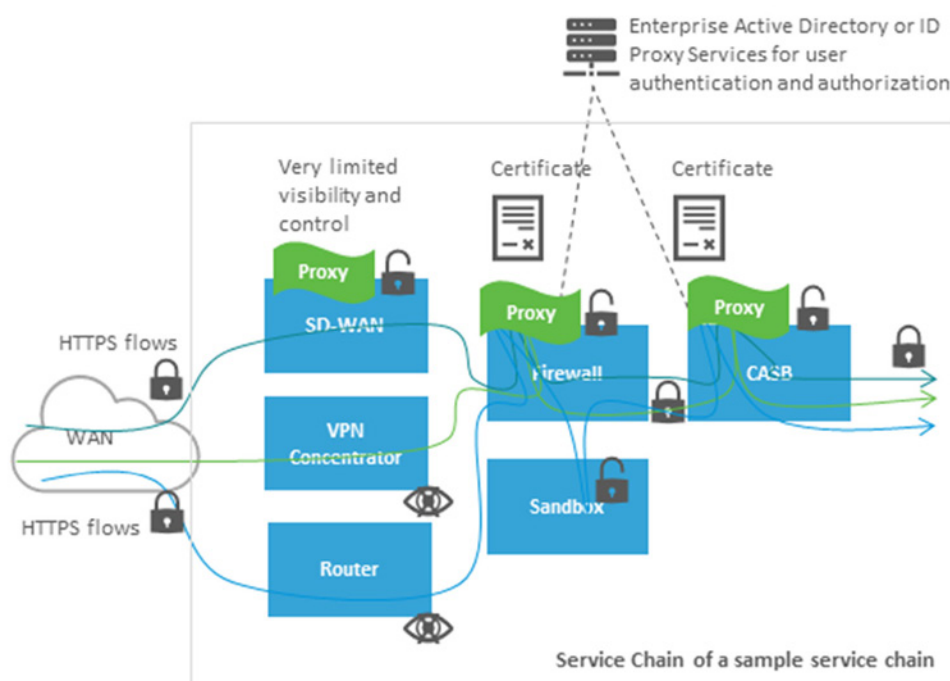 Enterprise Active Directory or ID
Proxy Services for user
authentication and authorization
Very limited
visibility and
control
Certificate
Certificate
Proxy
SD-WAN
Proxy
Firewall
Proxy
CASB
HTTPS flows
WAN
VPN
Concentrator
HTTPS flows
Sandbox
Router
Service Chain of a sample service chain